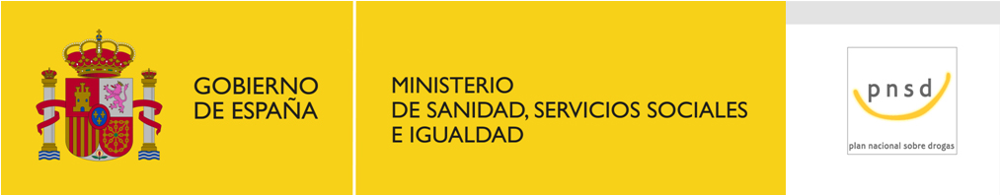 GOBIERNO
DE ESPAÑA
MINISTERIO
DE SANIDAD, SERVICIOS SOCIALES
E IGUALDAD
pnsd
plan nacional sobre drogas